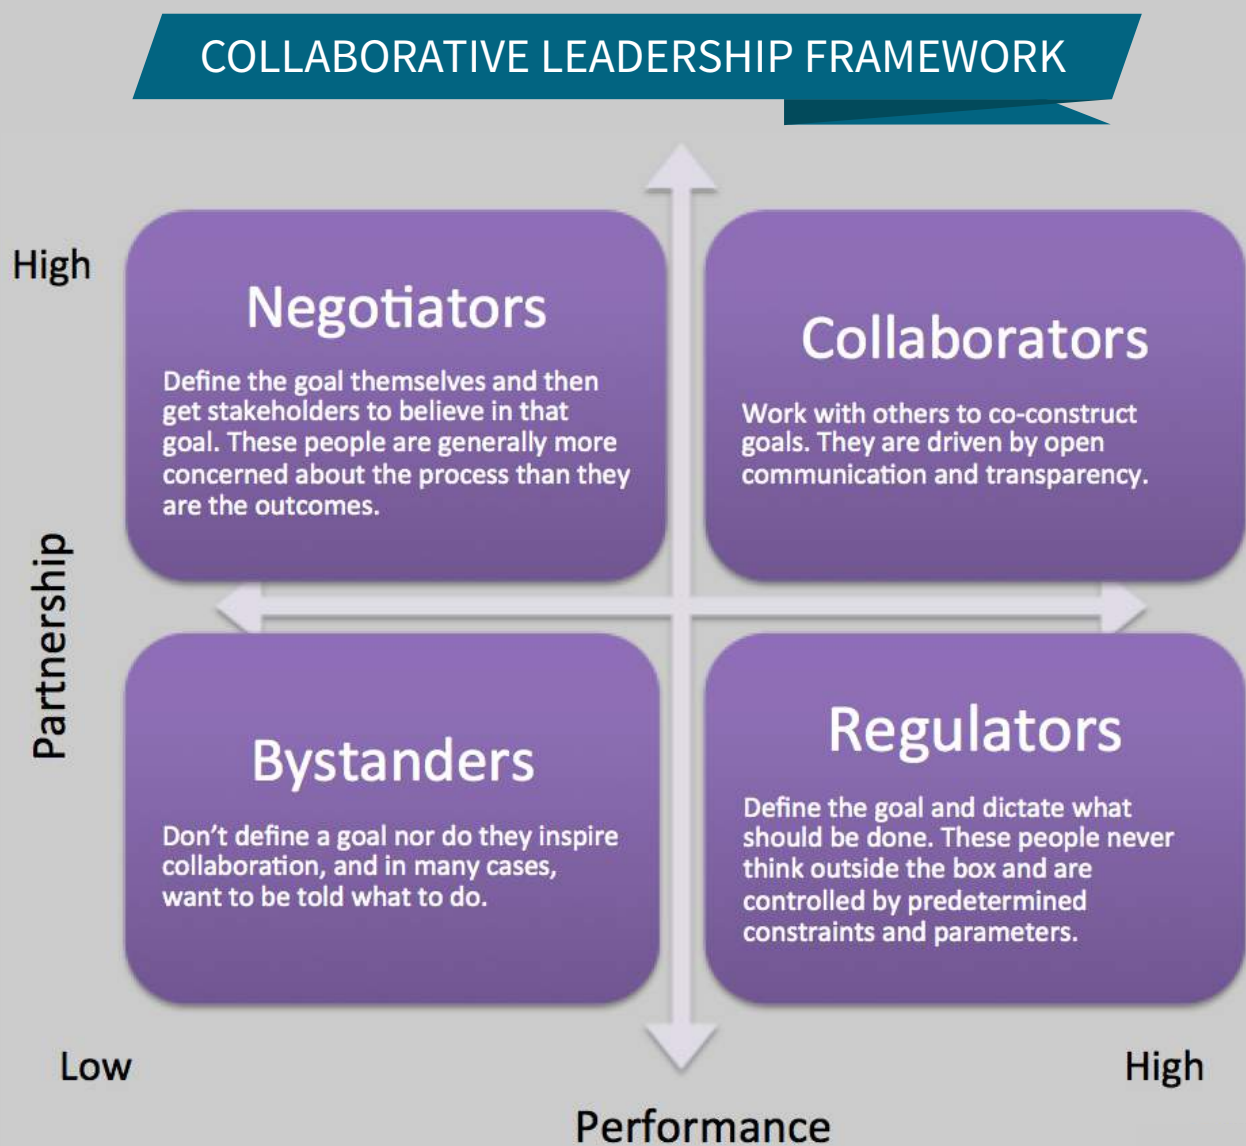 COLLABORATIVE LEADERSHIP FRAMEWORK
High
Negotiators
Define the goal themselves and then
get stakeholders to believe in that
goal. These people are generally more
concerned about the process than they
are the outcomes.
Collaborators
Work with others to co-construct
goals. They are driven by open
communication and transparency.
Partnership
Bystanders
Don’t define a goal nor do they inspire
collaboration, and in many cases,
want to be told what to do.
Regulators
Define the goal and dictate what
should be done. These people never
think outside the box and are
controlled by predetermined
constraints and parameters.
Low
High
Performance